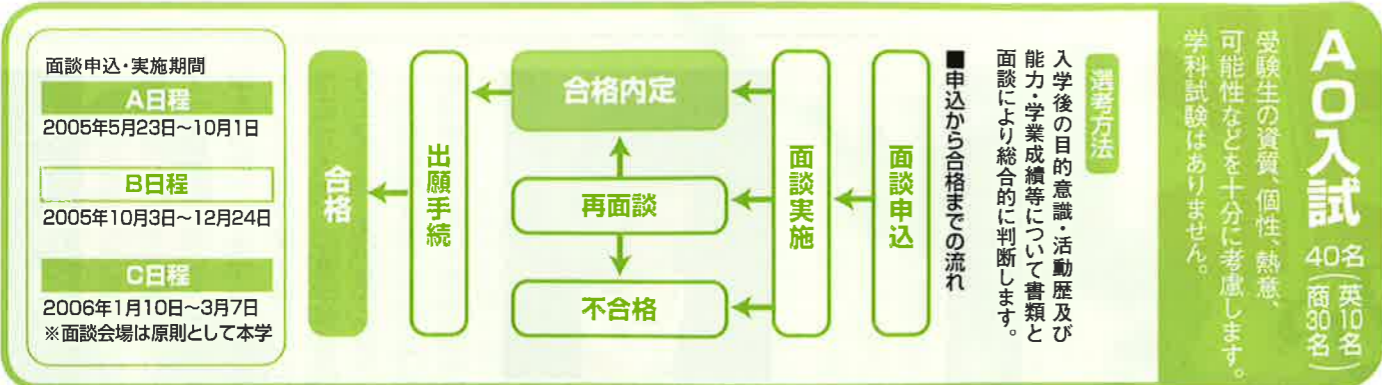 AO入試 40名(英10名 商30名)
受験生の資質、個性、熱意、
可能性などを十分に考慮します。
学科試験はありません。
選考方法
入学後の目的意識・活動歴及び
能力・学業成績等について書類と
面談により総合的に判断します。
■申込から合格までの流れ
面談申込
面談実施
合格内定
再面談
不合格
出願手続
合格
面談申込・実施期間
A日程
2005年5月23日~10月1日
B日程
2005年10月3日~12月24日
C日程
2006年1月10日~3月7日
※面談会場は原則として本学